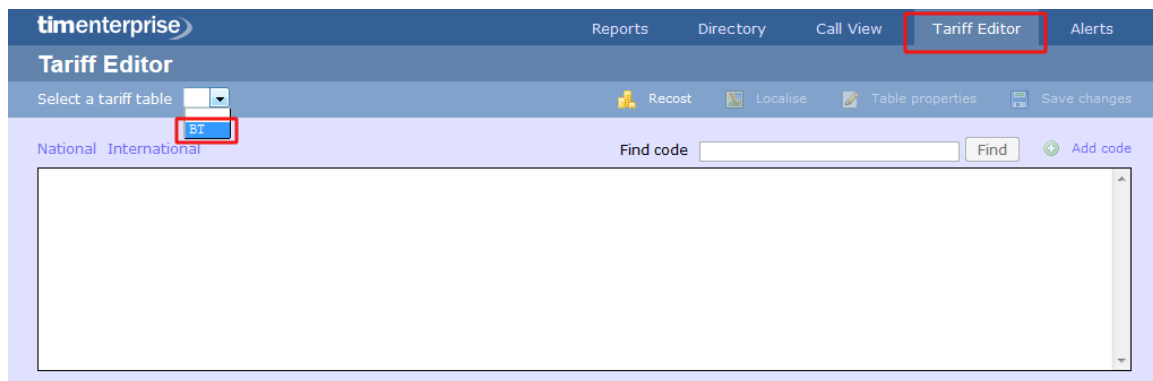 timenterprise Reports Directory Call View Tariff Editor Alerts
Tariff Editor
Select a tariff table Recost Localise Table properties Save changes
BT
National International Find code Find Add code